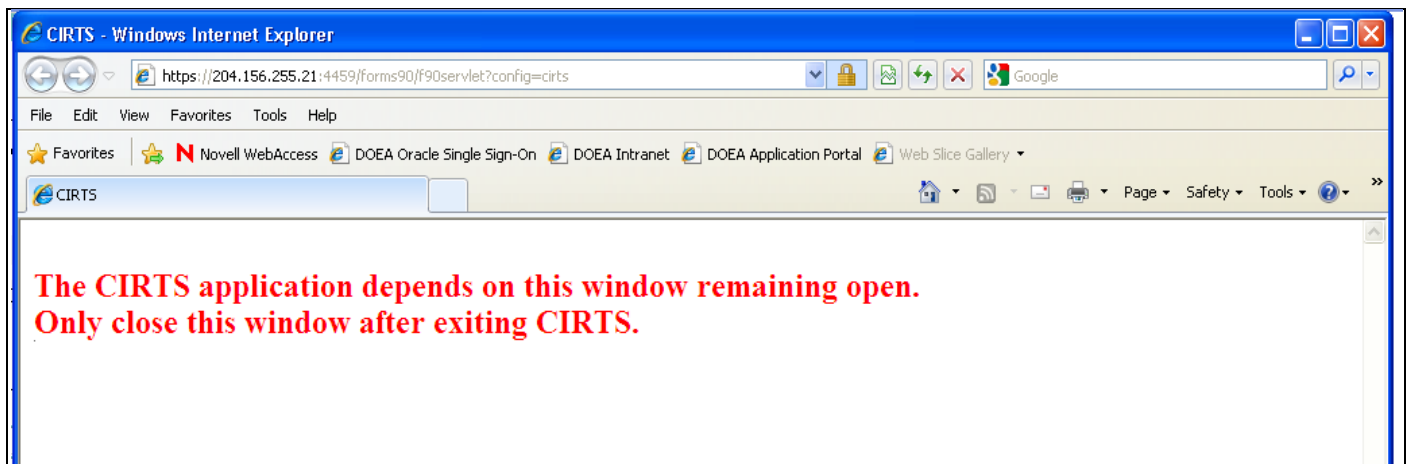 CIRTS - Windows Internet Explorer
https://204.156.255.21:4459/forms90/f90servlet?config=cirts
Google
File Edit View Favorites Tools Help
Favorites N Novell WebAccess DOEA Oracle Single Sign-On DOEA Intranet DOEA Application Portal Web Slice Gallery
CIRTS
Page Safety Tools
The CIRTS application depends on this window remaining open.
Only close this window after exiting CIRTS.